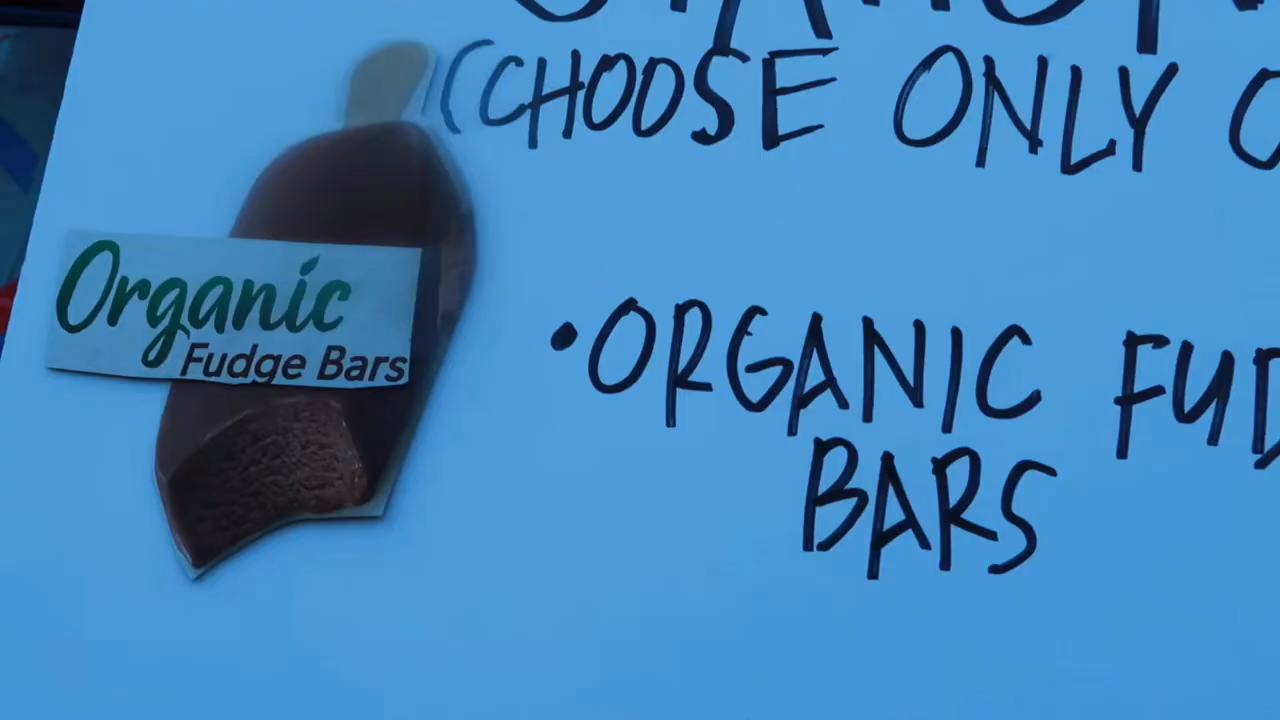 (CHOOSE ONLY
Organic
Fudge Bars
• ORGANIC FUD
BARS